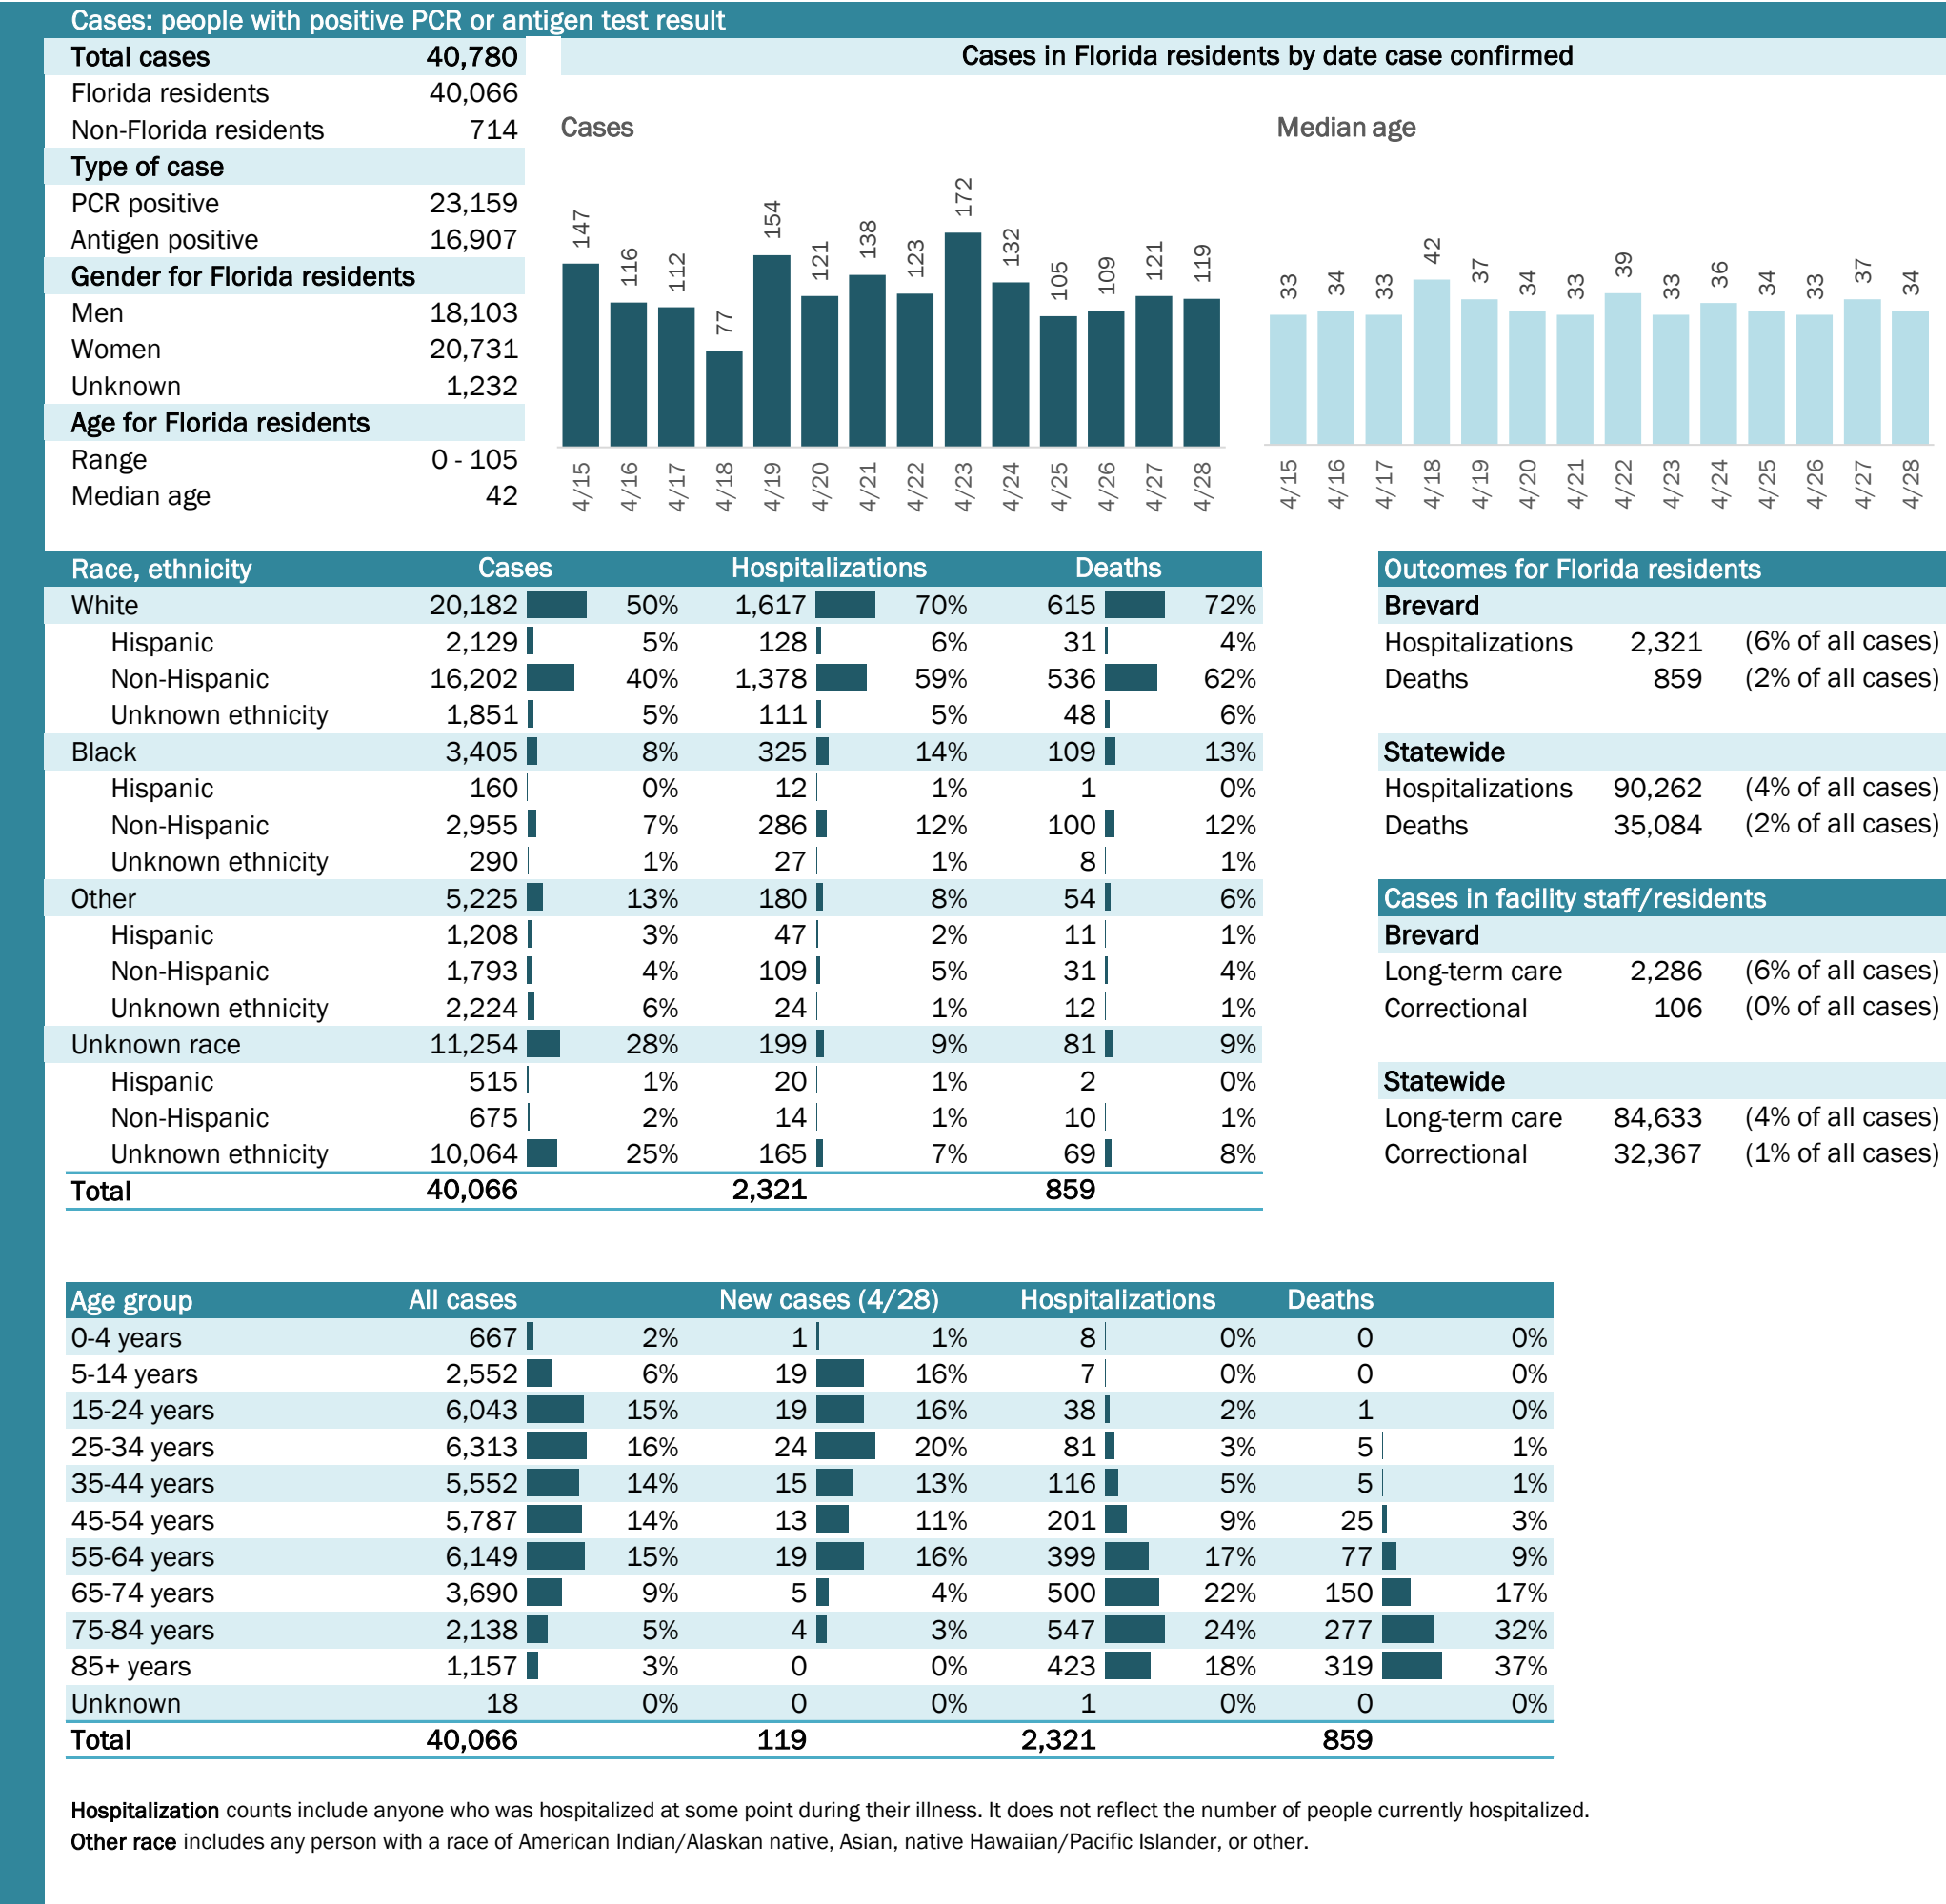 Cases: people with positive PCR or antigen test result
Total cases 40,780
Florida residents 40,066
Non-Florida residents 714
Type of case
PCR positive 23,159
Antigen positive 16,907
Gender for Florida residents
Men 18,103
Women 20,731
Unknown 1,232
Age for Florida residents
Range 0 - 105
Median age 42
Cases in Florida residents by date case confirmed
Cases
147 116 112 77 154 121 138 123 172 132 105 109 121 119
4/15 4/16 4/17 4/18 4/19 4/20 4/21 4/22 4/23 4/24 4/25 4/26 4/27 4/28
Median age
33 34 33 42 37 34 33 39 33 36 34 33 37 34
4/15 4/16 4/17 4/18 4/19 4/20 4/21 4/22 4/23 4/24 4/25 4/26 4/27 4/28
Race, ethnicity Cases Hospitalizations Deaths
White 20,182 50% 1,617 70% 615 72%
Hispanic 2,129 5% 128 6% 31 4%
Non-Hispanic 16,202 40% 1,378 59% 536 62%
Unknown ethnicity 1,851 5% 111 5% 48 6%
Black 3,405 8% 325 14% 109 13%
Hispanic 160 0% 12 1% 1 0%
Non-Hispanic 2,955 7% 286 12% 100 12%
Unknown ethnicity 290 1% 27 1% 8 1%
Other 5,225 13% 180 8% 54 6%
Hispanic 1,208 3% 47 2% 11 1%
Non-Hispanic 1,793 4% 109 5% 31 4%
Unknown ethnicity 2,224 6% 24 1% 12 1%
Unknown race 11,254 28% 199 9% 81 9%
Hispanic 515 1% 20 1% 2 0%
Non-Hispanic 675 2% 14 1% 10 1%
Unknown ethnicity 10,064 25% 165 7% 69 8%
Total 40,066 2,321 859
Outcomes for Florida residents
Brevard
Hospitalizations 2,321 (6% of all cases)
Deaths 859 (2% of all cases)
Statewide
Hospitalizations 90,262 (4% of all cases)
Deaths 35,084 (2% of all cases)
Cases in facility staff/residents
Brevard
Long-term care 2,286 (6% of all cases)
Correctional 106 (0% of all cases)
Statewide
Long-term care 84,633 (4% of all cases)
Correctional 32,367 (1% of all cases)
Age group All cases New cases (4/28) Hospitalizations Deaths
0-4 years 667 2% 1 1% 8 0% 0 0%
5-14 years 2,552 6% 19 16% 7 0% 0 0%
15-24 years 6,043 15% 19 16% 38 2% 1 0%
25-34 years 6,313 16% 24 20% 81 3% 5 1%
35-44 years 5,552 14% 15 13% 116 5% 5 1%
45-54 years 5,787 14% 13 11% 201 9% 25 3%
55-64 years 6,149 15% 19 16% 399 17% 77 9%
65-74 years 3,690 9% 5 4% 500 22% 150 17%
75-84 years 2,138 5% 4 3% 547 24% 277 32%
85+ years 1,157 3% 0 0% 423 18% 319 37%
Unknown 18 0% 0 0% 1 0% 0 0%
Total 40,066 119 2,321 859
Hospitalization counts include anyone who was hospitalized at some point during their illness. It does not reflect the number of people currently hospitalized.
Other race includes any person with a race of American Indian/Alaskan native, Asian, native Hawaiian/Pacific Islander, or other.